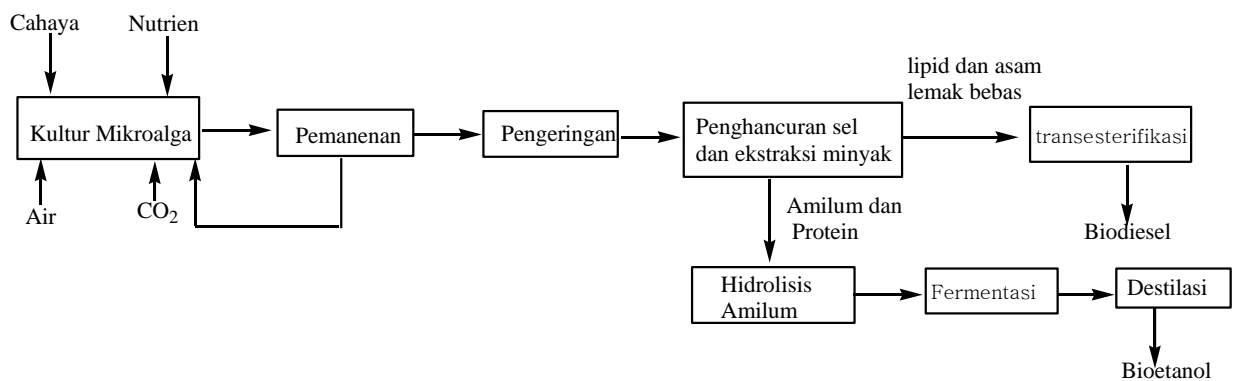 Cahaya
Nutrien
Kultur Mikroalga
Air
CO2
Pemanenan
Pengeringan
Penghancuran sel
dan ekstraksi minyak
lipid dan asam
lemak bebas
transesterifikasi
Biodiesel
Amilum dan
Protein
Hidrolisis
Amilum
Fermentasi
Destilasi
Bioetanol